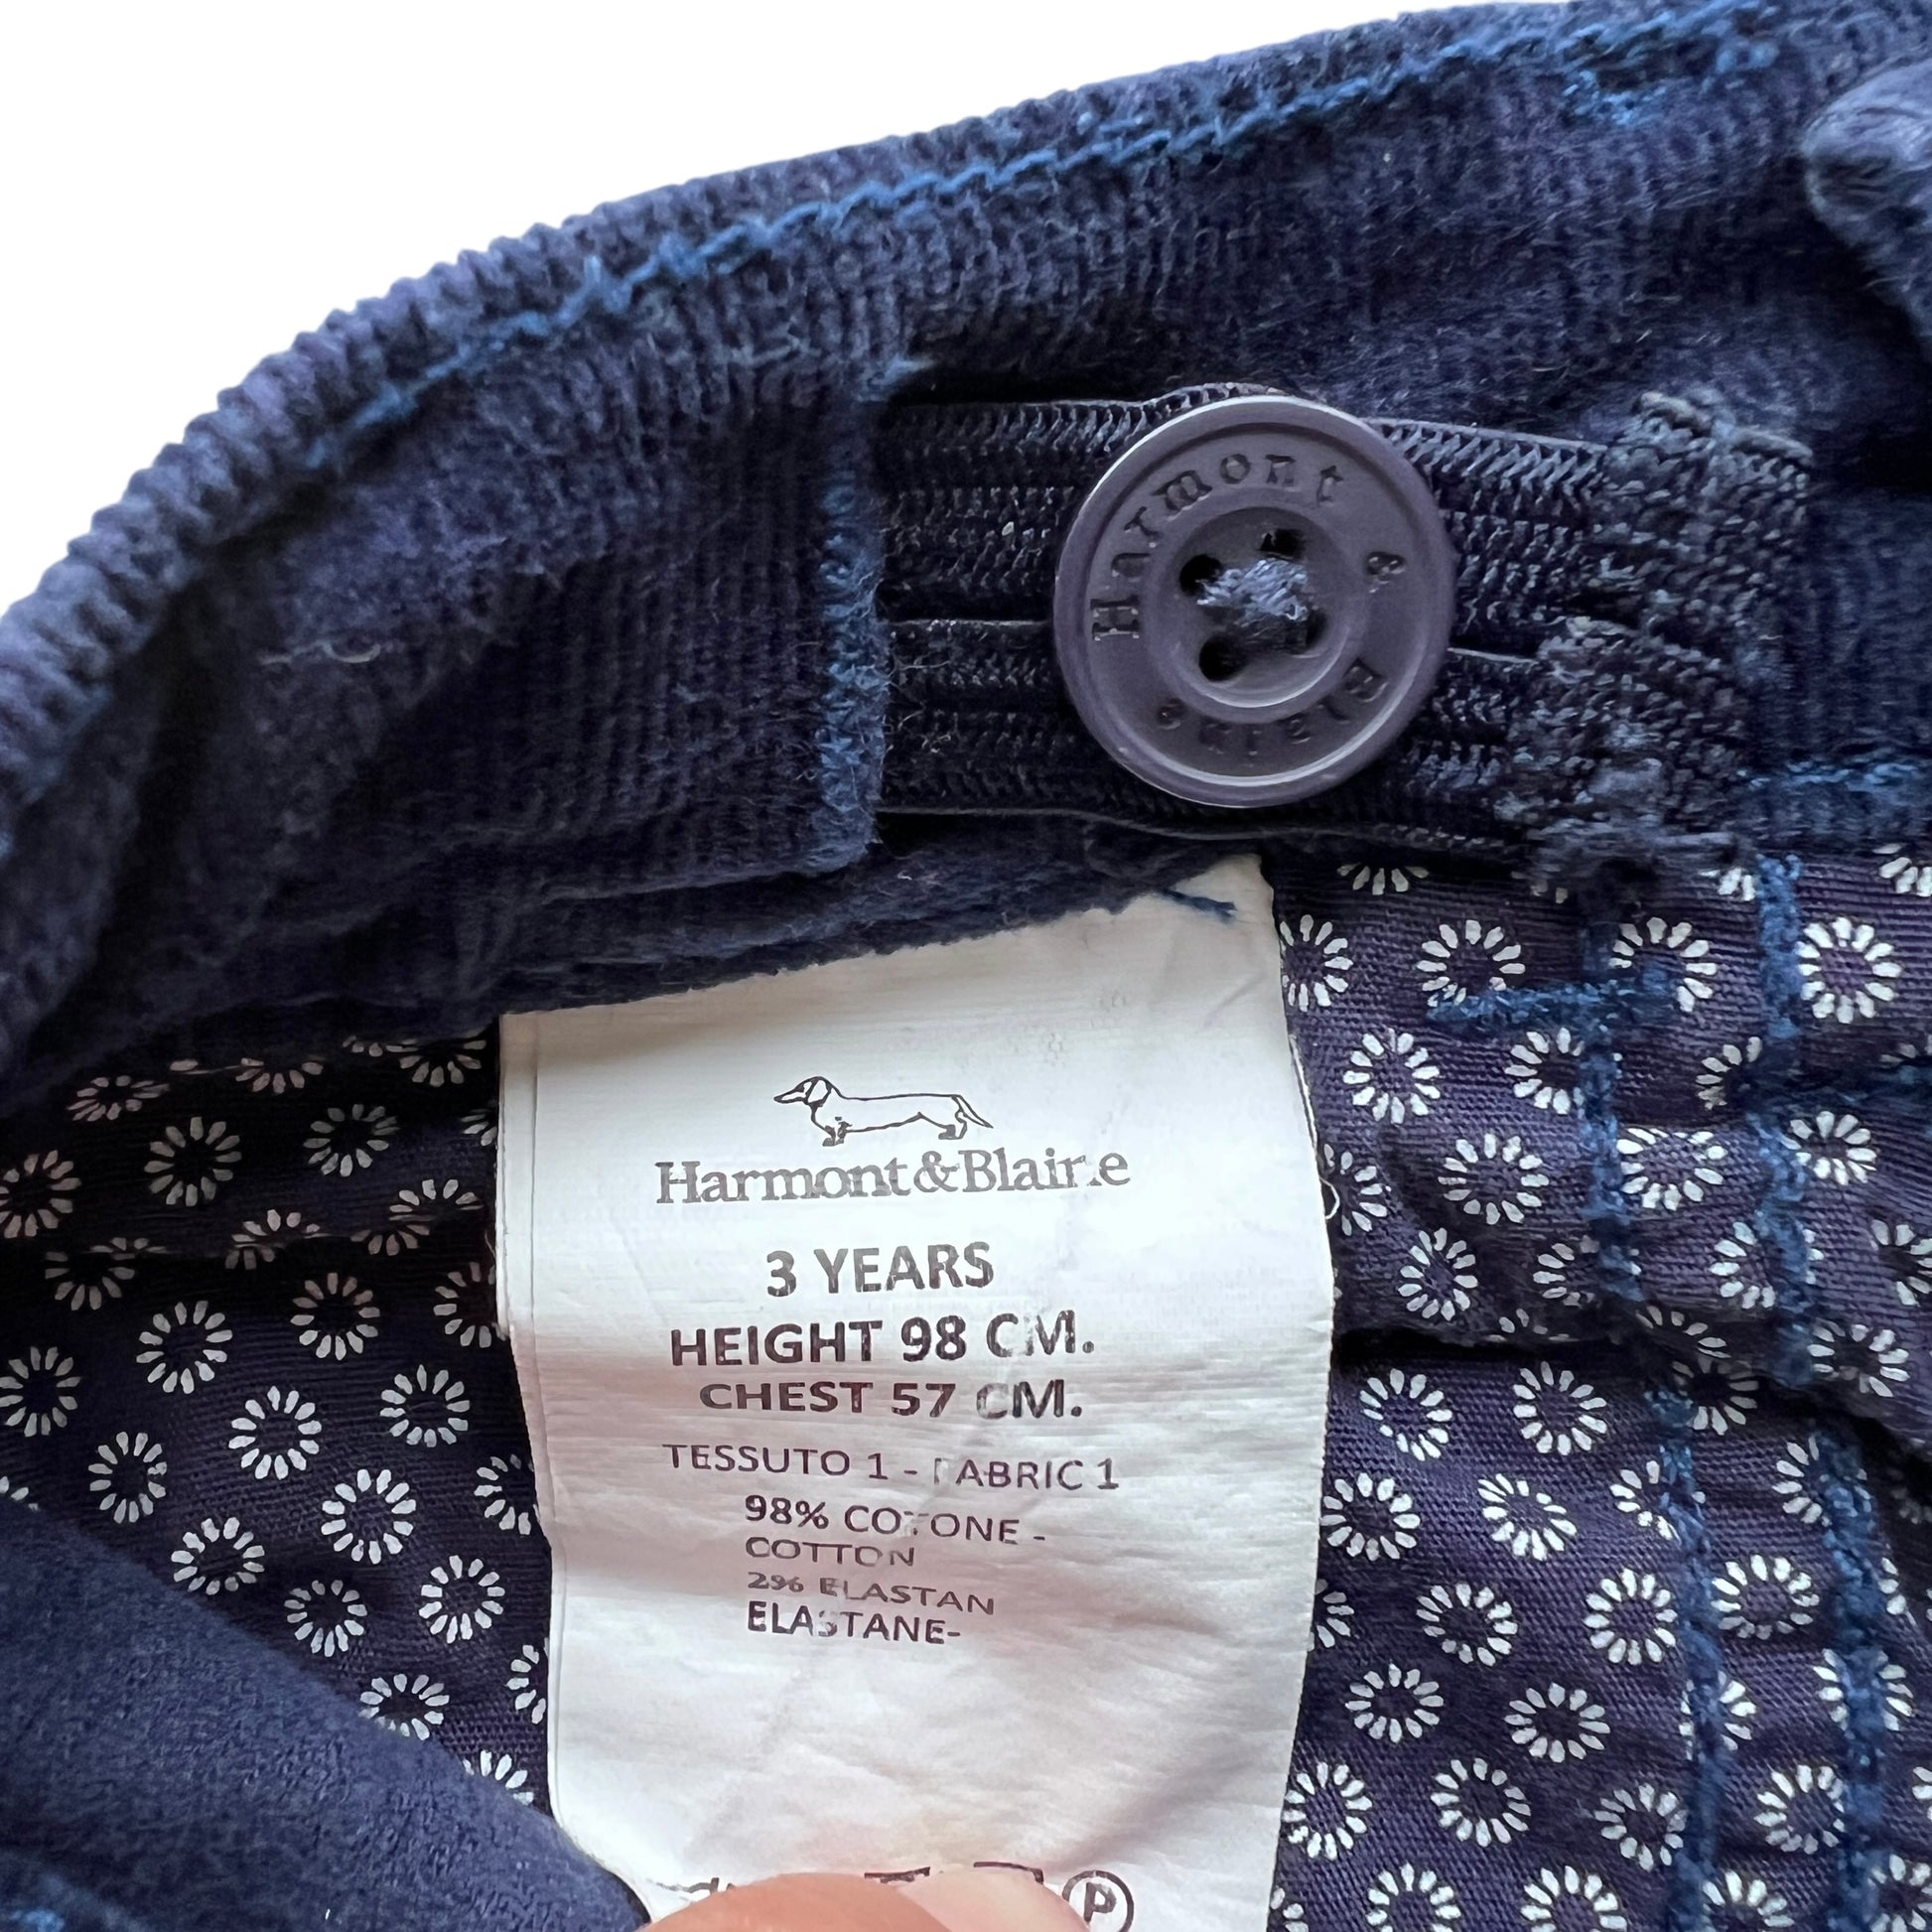 Harmont & Blaine
Harmont&Blaine
3 YEARS
HEIGHT 98 CM.
CHEST 57 CM.
TESSUTO 1 - FABRIC 1
98% COTONE -
COTTON
2% ELASTAN
ELASTANE-
P